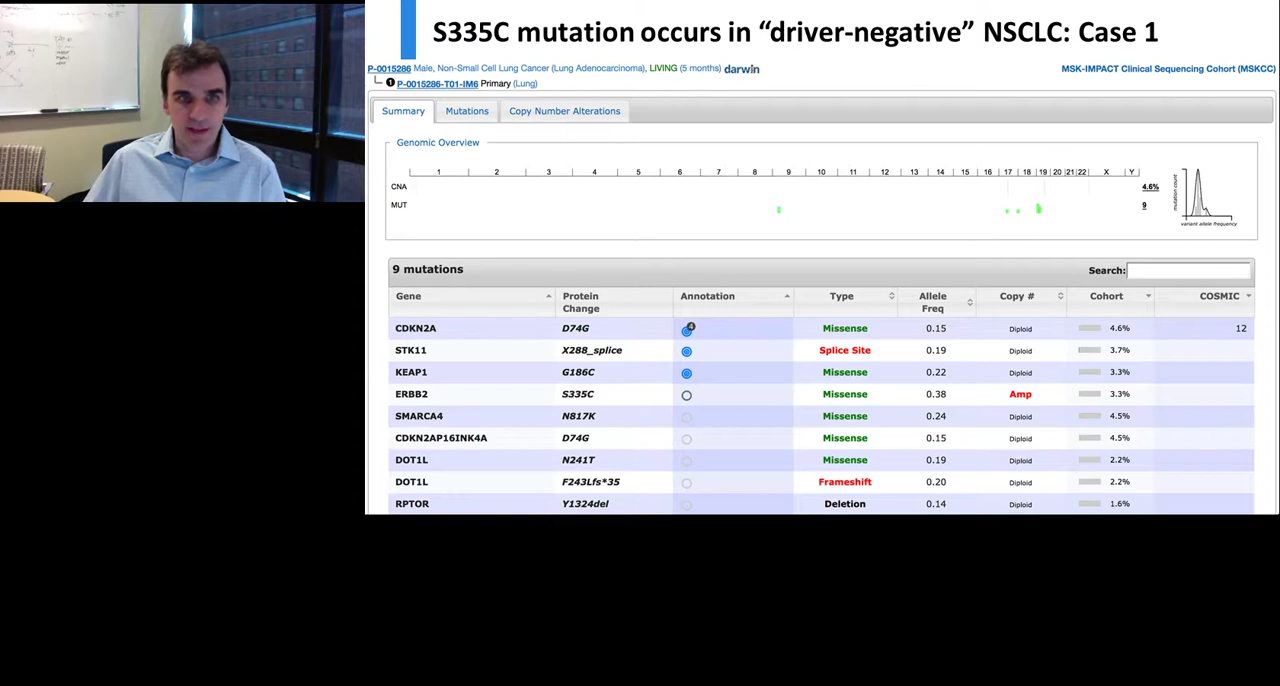 S335C mutation occurs in “driver-negative” NSCLC: Case 1
P-0015286 Male, Non-Small Cell Lung Cancer (Lung Adenocarcinoma), LIVING (5 months) darwin MSK-IMPACT Clinical Sequencing Cohort (MSKCC)
1 P-0015286-T01-IM6 Primary (Lung)
Summary Mutations Copy Number Alterations
Genomic Overview
1 2 3 4 5 6 7 8 9 10 11 12 13 14 15 16 17 18 19 20 21 22 X Y
CNA 4.6%
MUT 9
mutation count
variant allele frequency
9 mutations Search:
Gene Protein Change Annotation Type Allele Freq Copy # Cohort COSMIC
CDKN2A D74G 4 Missense 0.15 Diploid 4.6% 12
STK11 X288_splice Splice Site 0.19 Diploid 3.7%
KEAP1 G186C Missense 0.22 Diploid 3.3%
ERBB2 S335C Missense 0.38 Amp 3.3%
SMARCA4 N817K Missense 0.24 Diploid 4.5%
CDKN2AP16INK4A D74G Missense 0.15 Diploid 4.5%
DOT1L N241T Missense 0.19 Diploid 2.2%
DOT1L F243Lfs*35 Frameshift 0.20 Diploid 2.2%
RPTOR Y1324del Deletion 0.14 Diploid 1.6%